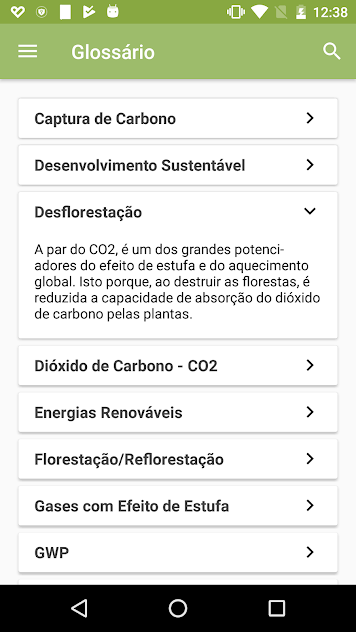 12:38
Glossário
Captura de Carbono
Desenvolvimento Sustentável
Desflorestação
A par do CO2, é um dos grandes potenci-
adores do efeito de estufa e do aquecimento
global. Isto porque, ao destruir as florestas, é
reduzida a capacidade de absorção do dióxido
de carbono pelas plantas.
Dióxido de Carbono - CO2
Energias Renováveis
Florestação/Reflorestação
Gases com Efeito de Estufa
GWP